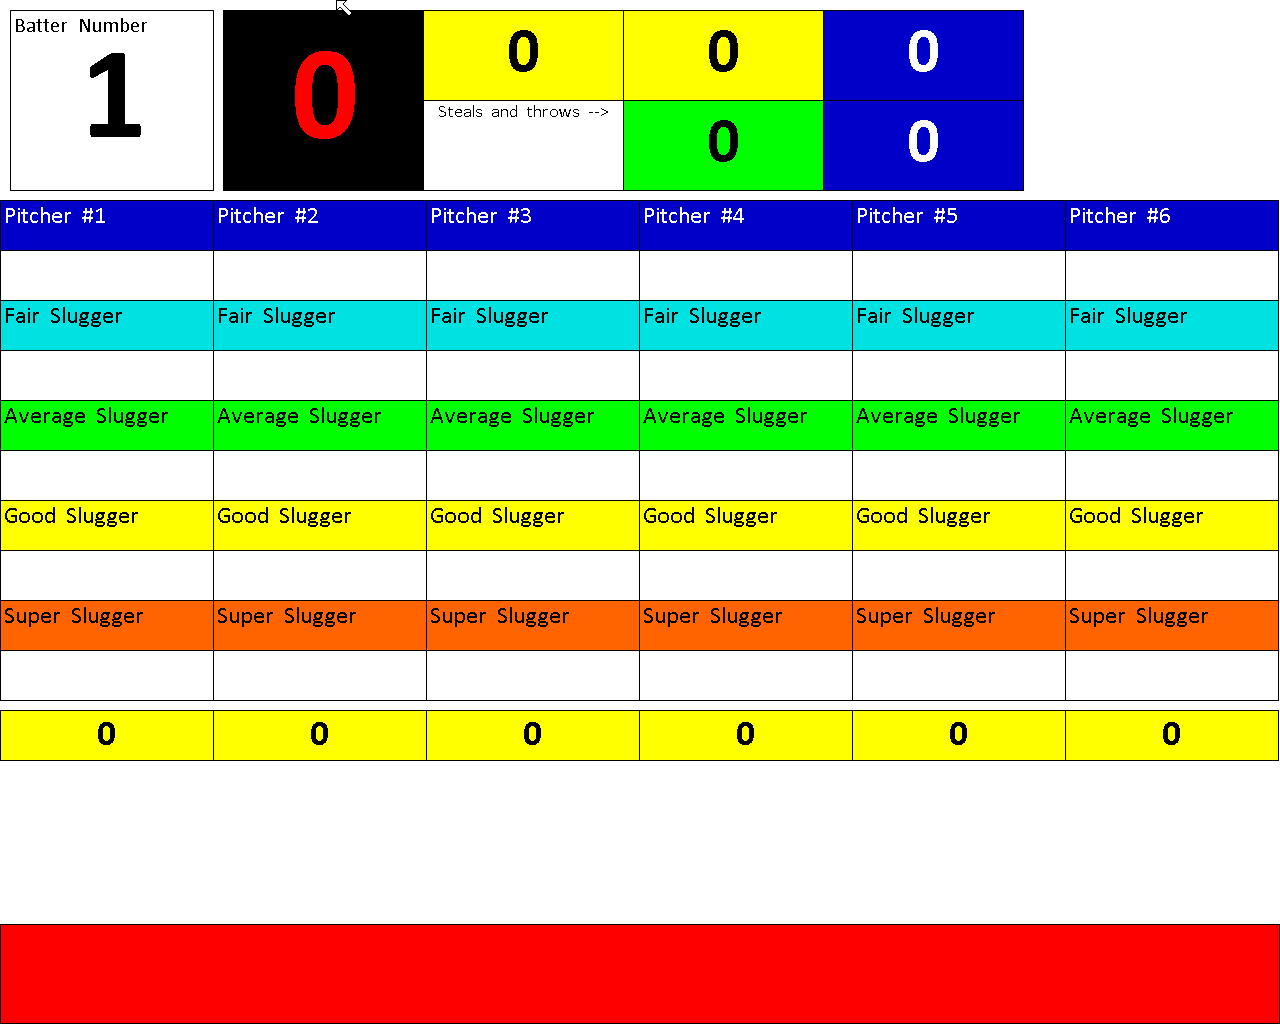 Batter Number
1
0
0
0
0
Steals and throws -->
0
0
Pitcher #1 Pitcher #2 Pitcher #3 Pitcher #4 Pitcher #5 Pitcher #6
Fair Slugger Fair Slugger Fair Slugger Fair Slugger Fair Slugger Fair Slugger
Average Slugger Average Slugger Average Slugger Average Slugger Average Slugger Average Slugger
Good Slugger Good Slugger Good Slugger Good Slugger Good Slugger Good Slugger
Super Slugger Super Slugger Super Slugger Super Slugger Super Slugger Super Slugger
0 0 0 0 0 0